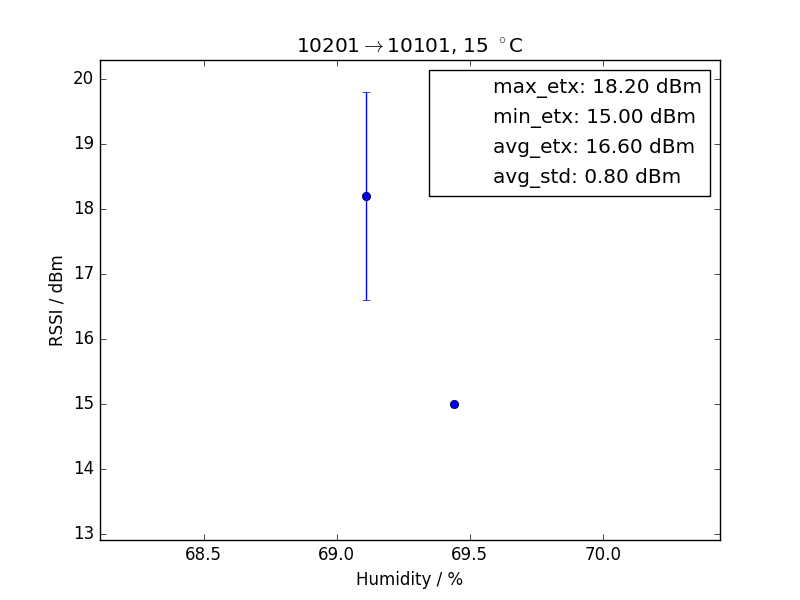 10201→10101, 15 °C
max_etx: 18.20 dBm
min_etx: 15.00 dBm
avg_etx: 16.60 dBm
avg_std: 0.80 dBm
20
19
18
17
16
15
14
13
RSSI / dBm
68.5 69.0 69.5 70.0
Humidity / %